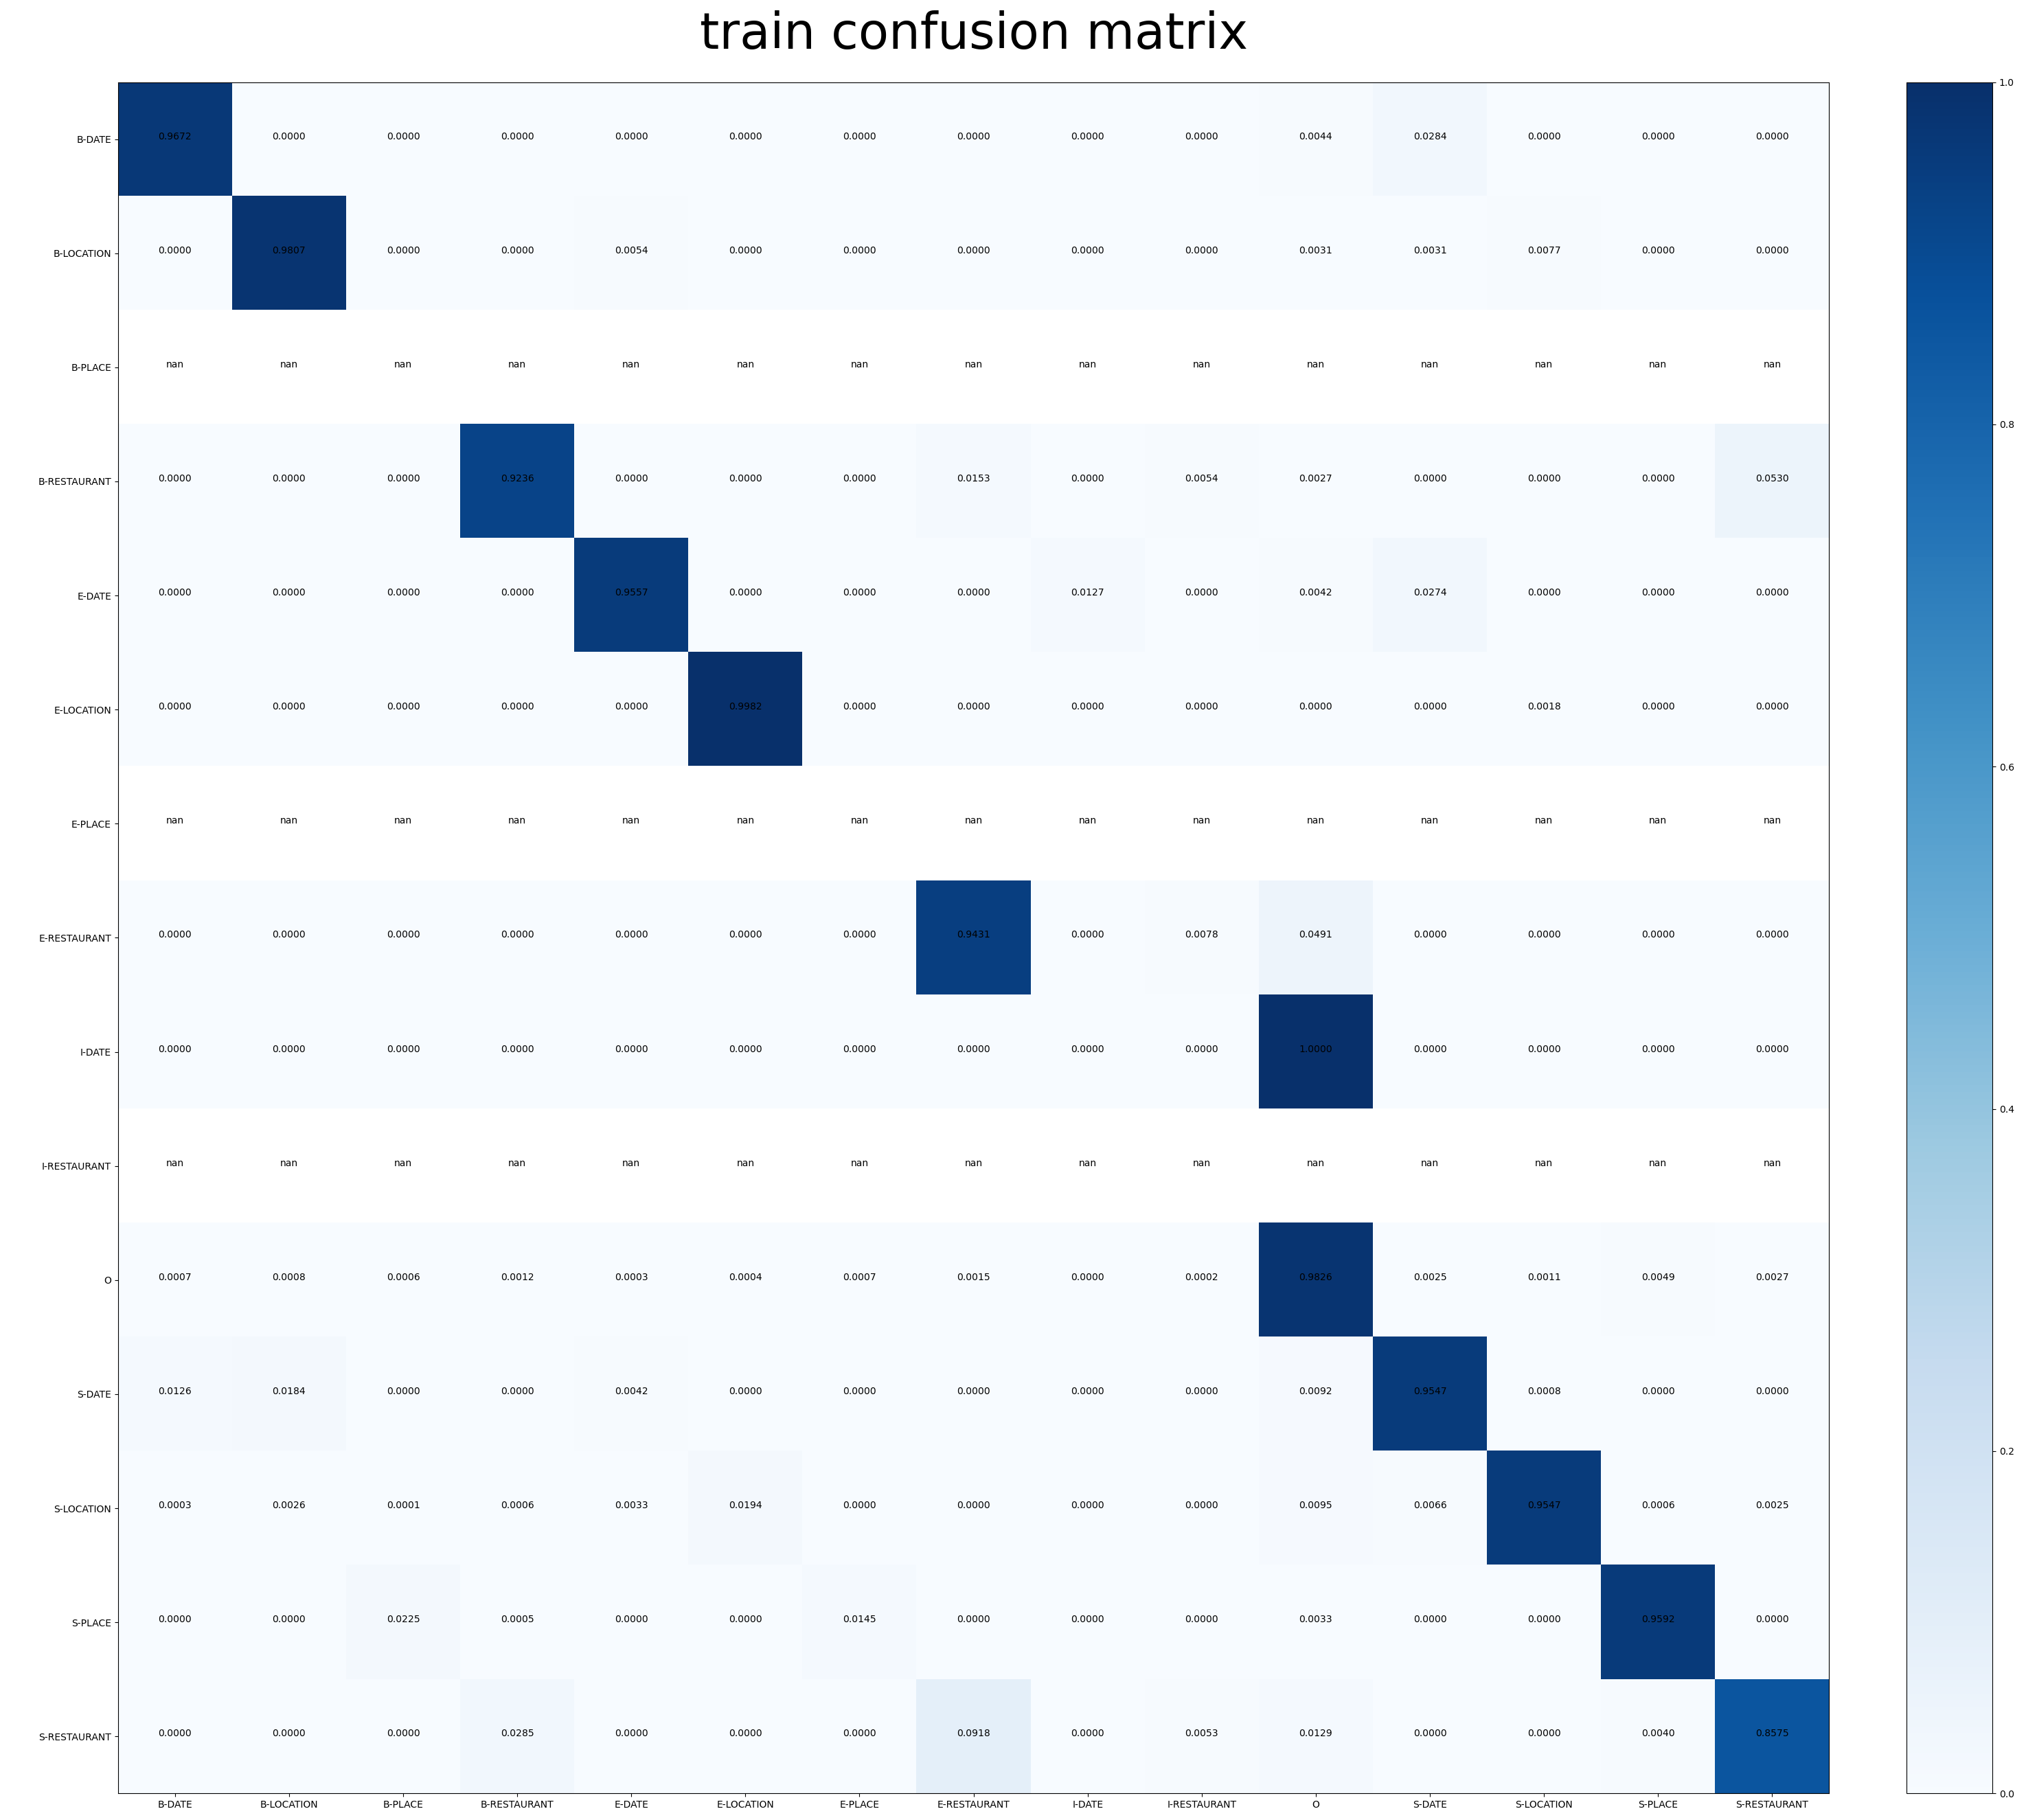 train confusion matrix
1.0
B-DATE 0.9672 0.0000 0.0000 0.0000 0.0000 0.0000 0.0000 0.0000 0.0000 0.0000 0.0044 0.0284 0.0000 0.0000 0.0000
B-LOCATION 0.0000 0.9807 0.0000 0.0000 0.0054 0.0000 0.0000 0.0000 0.0000 0.0000 0.0031 0.0031 0.0077 0.0000 0.0000
B-PLACE nan nan nan nan nan nan nan nan nan nan nan nan nan nan nan
0.8
B-RESTAURANT 0.0000 0.0000 0.0000 0.9236 0.0000 0.0000 0.0000 0.0153 0.0000 0.0054 0.0027 0.0000 0.0000 0.0000 0.0530
E-DATE 0.0000 0.0000 0.0000 0.0000 0.9557 0.0000 0.0000 0.0000 0.0127 0.0000 0.0042 0.0274 0.0000 0.0000 0.0000
E-LOCATION 0.0000 0.0000 0.0000 0.0000 0.0000 0.9982 0.0000 0.0000 0.0000 0.0000 0.0000 0.0000 0.0018 0.0000 0.0000
0.6
E-PLACE nan nan nan nan nan nan nan nan nan nan nan nan nan nan nan
E-RESTAURANT 0.0000 0.0000 0.0000 0.0000 0.0000 0.0000 0.0000 0.9431 0.0000 0.0078 0.0491 0.0000 0.0000 0.0000 0.0000
I-DATE 0.0000 0.0000 0.0000 0.0000 0.0000 0.0000 0.0000 0.0000 0.0000 0.0000 1.0000 0.0000 0.0000 0.0000 0.0000
0.4
I-RESTAURANT nan nan nan nan nan nan nan nan nan nan nan nan nan nan nan
O 0.0007 0.0008 0.0006 0.0012 0.0003 0.0004 0.0007 0.0015 0.0000 0.0002 0.9826 0.0025 0.0011 0.0049 0.0027
S-DATE 0.0126 0.0184 0.0000 0.0000 0.0042 0.0000 0.0000 0.0000 0.0000 0.0000 0.0092 0.9547 0.0008 0.0000 0.0000
0.2
S-LOCATION 0.0003 0.0026 0.0001 0.0006 0.0033 0.0194 0.0000 0.0000 0.0000 0.0000 0.0095 0.0066 0.9547 0.0006 0.0025
S-PLACE 0.0000 0.0000 0.0225 0.0005 0.0000 0.0000 0.0145 0.0000 0.0000 0.0000 0.0033 0.0000 0.0000 0.9592 0.0000
S-RESTAURANT 0.0000 0.0000 0.0000 0.0285 0.0000 0.0000 0.0000 0.0918 0.0000 0.0053 0.0129 0.0000 0.0000 0.0040 0.8575
0.0
B-DATE B-LOCATION B-PLACE B-RESTAURANT E-DATE E-LOCATION E-PLACE E-RESTAURANT I-DATE I-RESTAURANT O S-DATE S-LOCATION S-PLACE S-RESTAURANT